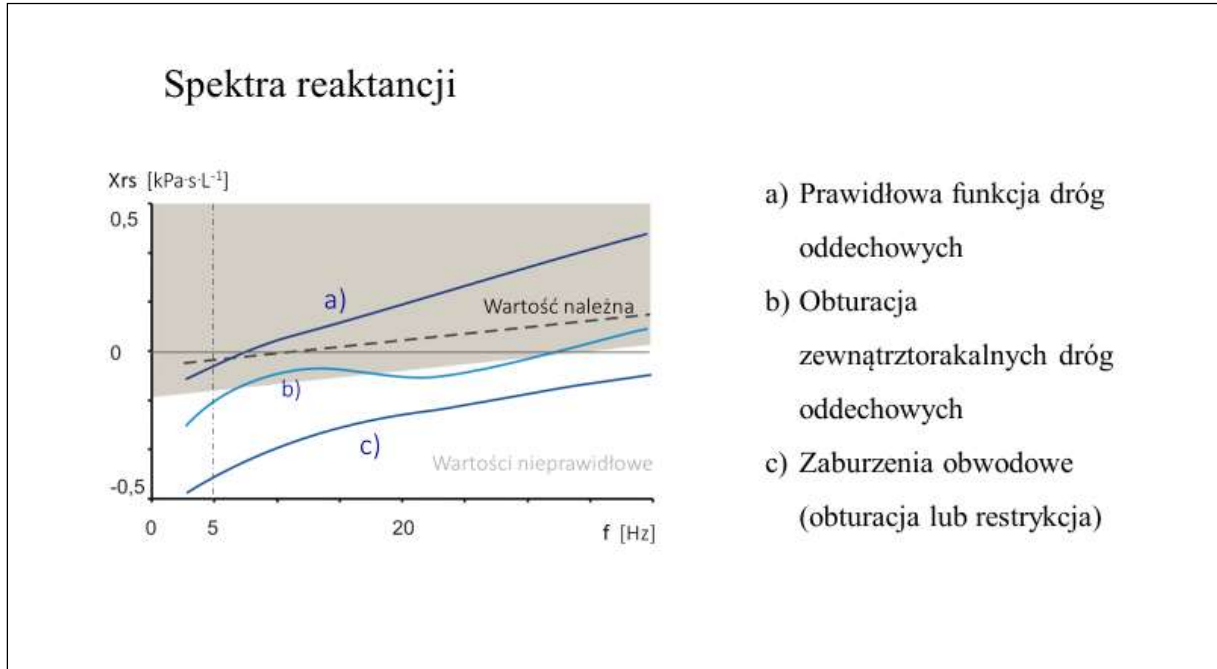 Spektra reaktancji
Xrs [kPa·s·L⁻¹]
0,5
0
-0,5
0
5
20
f [Hz]
a)
Wartość należna
b)
c)
Wartości nieprawidłowe
a) Prawidłowa funkcja dróg
oddechowych
b) Obturacja
zewnątrztorakalnych dróg
oddechowych
c) Zaburzenia obwodowe
(obturacja lub restrykcja)